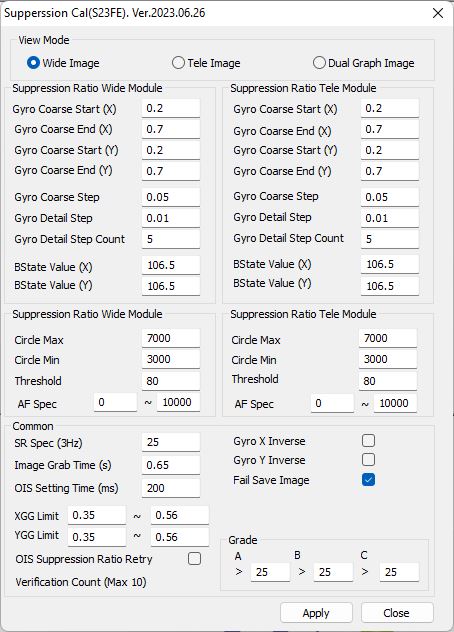 Supperssion Cal(S23FE). Ver.2023.06.26
View Mode
Wide Image Tele Image Dual Graph Image
Suppression Ratio Wide Module
Gyro Coarse Start (X) 0.2
Gyro Coarse End (X) 0.7
Gyro Coarse Start (Y) 0.2
Gyro Coarse End (Y) 0.7
Gyro Coarse Step 0.05
Gyro Detail Step 0.01
Gyro Detail Step Count 5
BState Value (X) 106.5
BState Value (Y) 106.5
Suppression Ratio Tele Module
Gyro Coarse Start (X) 0.2
Gyro Coarse End (X) 0.7
Gyro Coarse Start (Y) 0.2
Gyro Coarse End (Y) 0.7
Gyro Coarse Step 0.05
Gyro Detail Step 0.01
Gyro Detail Step Count 5
BState Value (X) 106.5
BState Value (Y) 106.5
Suppression Ratio Wide Module
Circle Max 7000
Circle Min 3000
Threshold 80
AF Spec 0 ~ 10000
Suppression Ratio Tele Module
Circle Max 7000
Circle Min 3000
Threshold 80
AF Spec 0 ~ 10000
Common
SR Spec (3Hz) 25
Image Grab Time (s) 0.65
OIS Setting Time (ms) 200
XGG Limit 0.35 ~ 0.56
YGG Limit 0.35 ~ 0.56
OIS Suppression Ratio Retry
Verification Count (Max 10)
Gyro X Inverse
Gyro Y Inverse
Fail Save Image
Grade
A B C
> 25 > 25 > 25
Apply Close